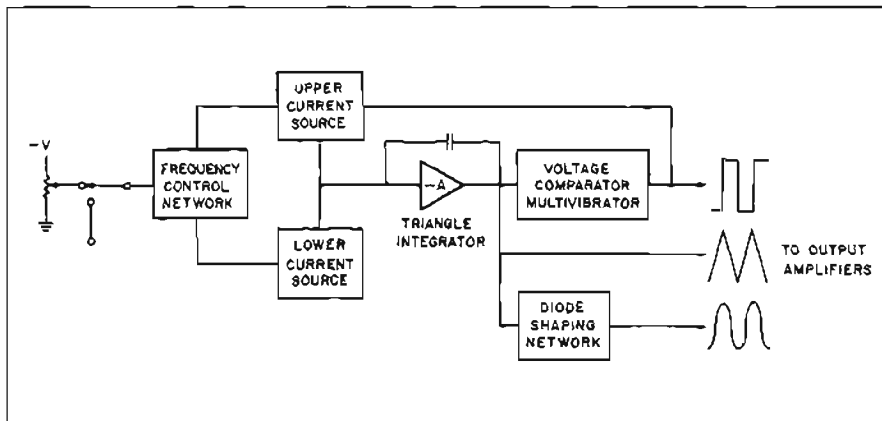 UPPER
CURRENT
SOURCE
-V
FREQUENCY
CONTROL
NETWORK
-A
VOLTAGE
COMPARATOR
MULTIVIBRATOR
TRIANGLE
INTEGRATOR
LOWER
CURRENT
SOURCE
TO OUTPUT
AMPLIFIERS
DIODE
SHAPING
NETWORK